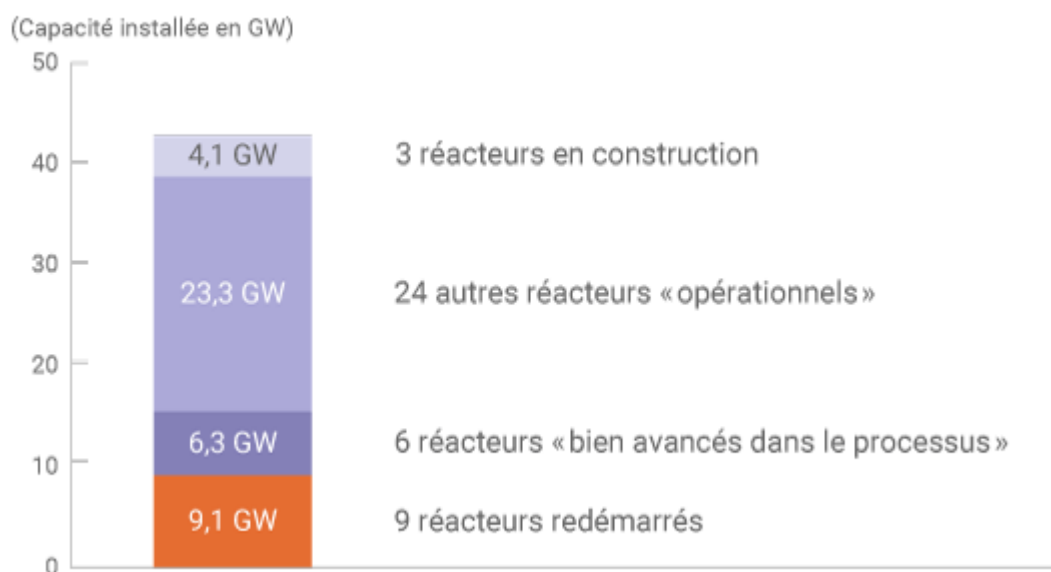 (Capacité installée en GW)
50
40
4,1 GW
3 réacteurs en construction
30
23,3 GW
24 autres réacteurs «opérationnels»
20
6,3 GW
6 réacteurs «bien avancés dans le processus»
10
9,1 GW
9 réacteurs redémarrés
0